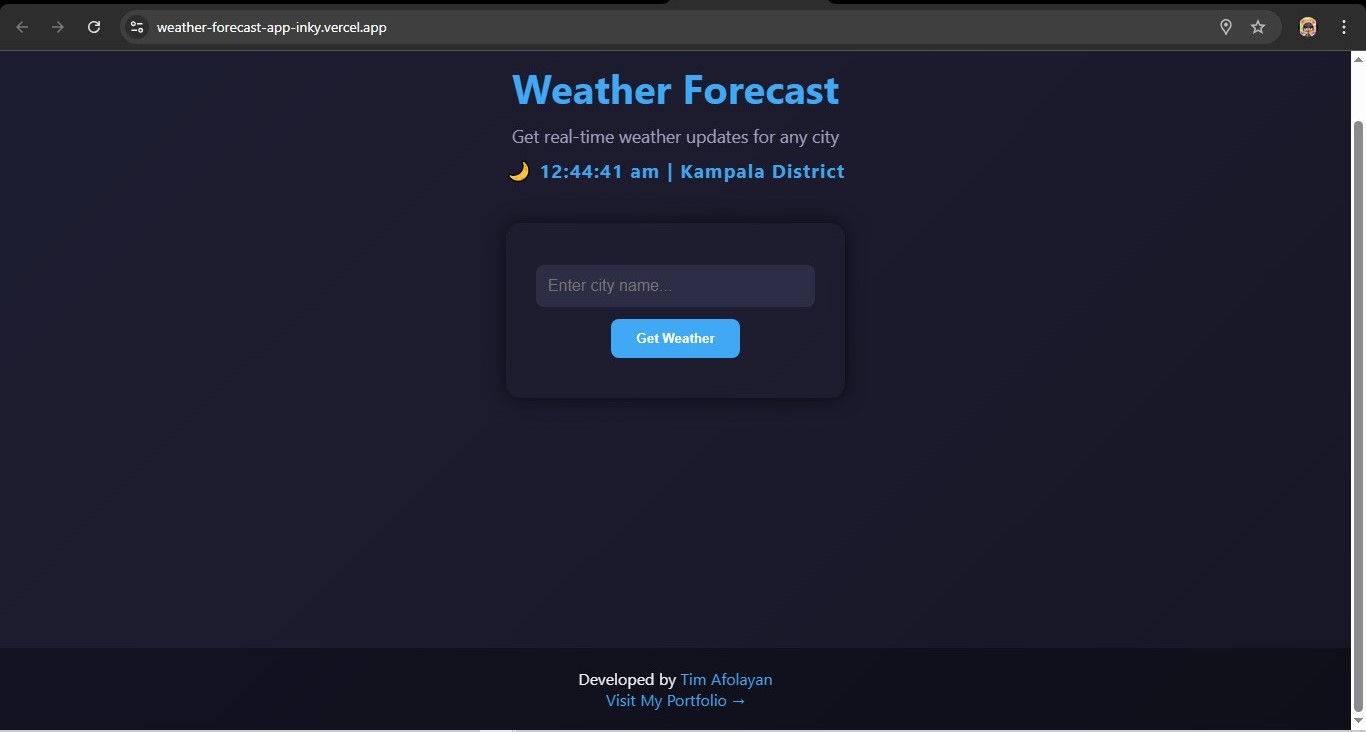 weather-forecast-app-inky.vercel.app
Weather Forecast
Get real-time weather updates for any city
🌙 12:44:41 am | Kampala District
Enter city name...
Get Weather
Developed by Tim Afolayan
Visit My Portfolio →